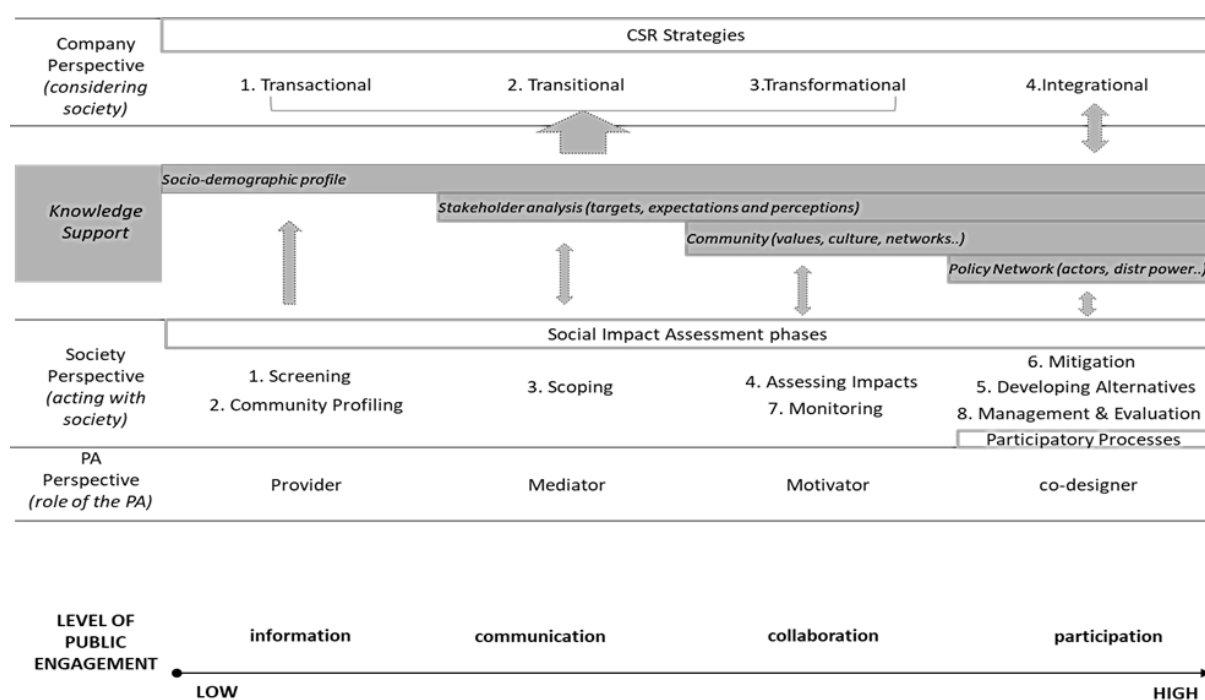 Company
Perspective
(considering
society)
CSR Strategies
1. Transactional
2. Transitional
3.Transformational
4.Integrational
Knowledge
Support
Socio-demographic profile
Stakeholder analysis (targets, expectations and perceptions)
Community (values, culture, networks..)
Policy Network (actors, distr power..)
Society
Perspective
(acting with
society)
Social Impact Assessment phases
1. Screening
2. Community Profiling
3. Scoping
4. Assessing Impacts
7. Monitoring
6. Mitigation
5. Developing Alternatives
8. Management & Evaluation
Participatory Processes
PA
Perspective
(role of the PA)
Provider
Mediator
Motivator
co-designer
LEVEL OF
PUBLIC
ENGAGEMENT
information
communication
collaboration
participation
LOW
HIGH